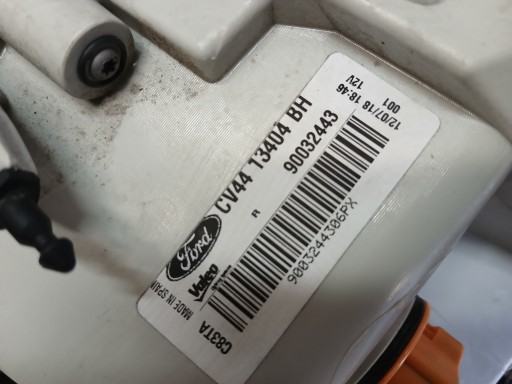 12/07/18 18:46
001
12V
CV44 13404 BH
90032443
R
Ford
Valeo
9003244306PX
MADE IN SPAIN
C83TA